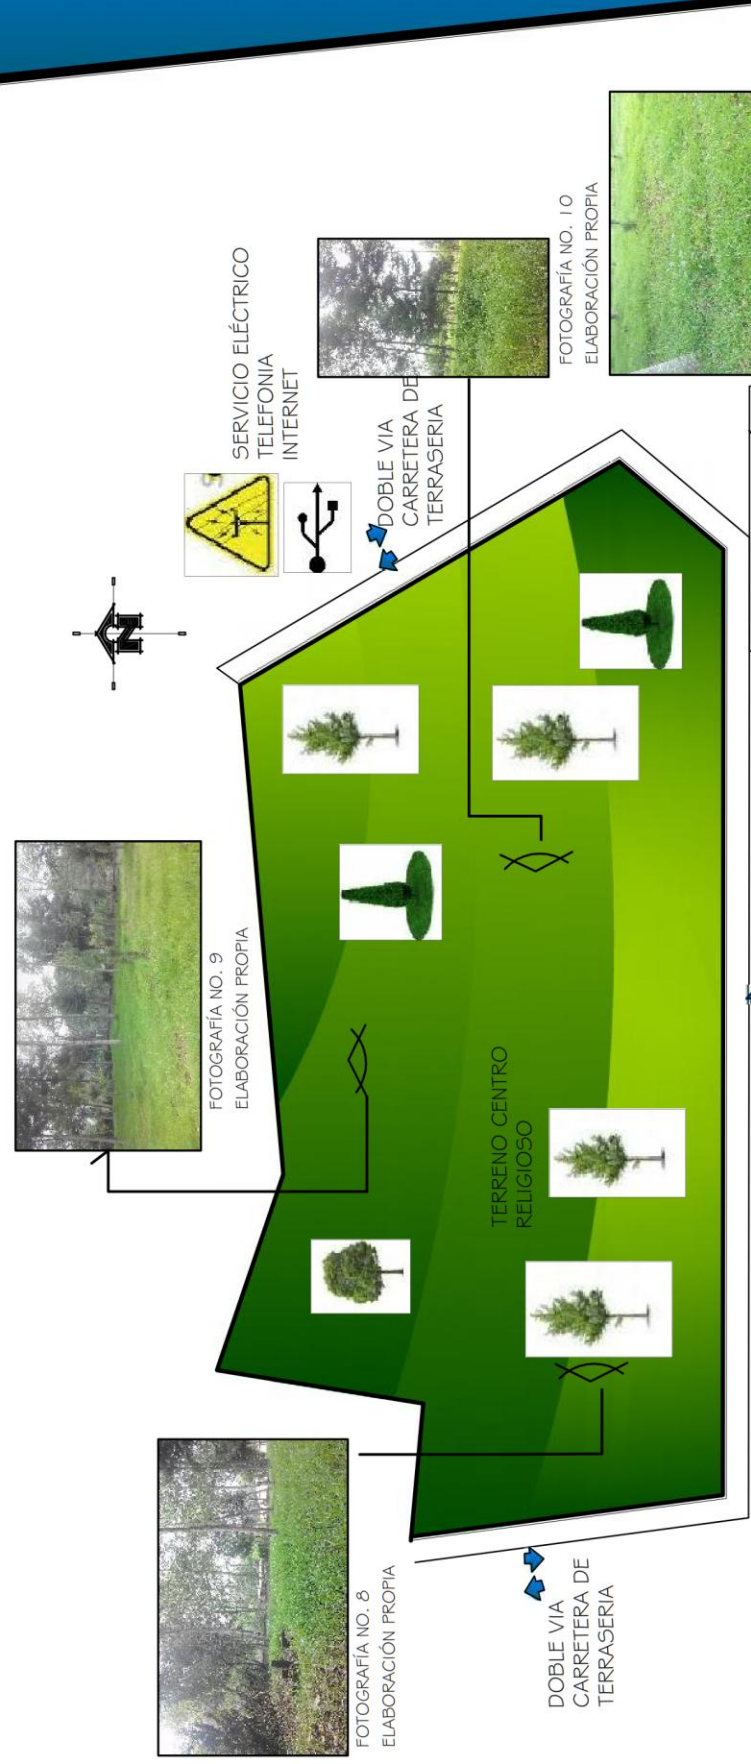 SERVICIO ELÉCTRICO
TELEFONIA
INTERNET
FOTOGRAFÍA NO. 10
ELABORACIÓN PROPIA
DOBLE VIA
CARRETERA DE
TERRASERIA
N
FOTOGRAFÍA NO. 9
ELABORACIÓN PROPIA
TERRENO CENTRO
RELIGIOSO
FOTOGRAFÍA NO. 8
ELABORACIÓN PROPIA
DOBLE VIA
CARRETERA DE
TERRASERIA